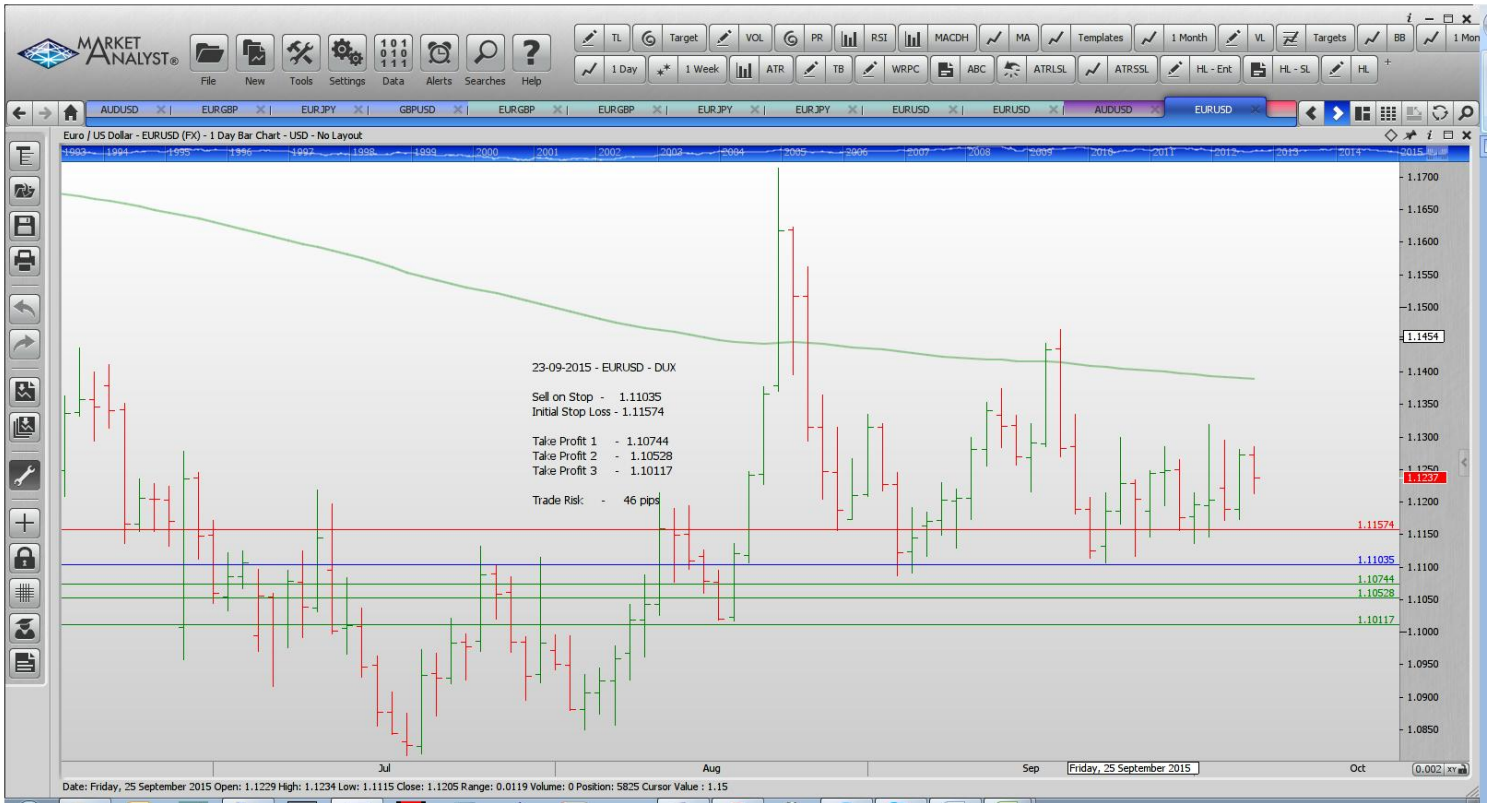 i
MARKET
ANALYST®
File New Tools Settings Data Alerts Searches Help
101
010
111
TL Target VOL PR RSI MACDH MA Templates 1 Month VL Targets BB 1 Mon
1 Day 1 Week ATR TB WRPC ABC ATRLSL ATRSSL HL - Ent HL - SL HL +
AUDUSD EURGBP EURJPY GBPUSD EURGBP EURGBP EURJPY EURJPY EURUSD EURUSD AUDUSD EURUSD
Euro / US Dollar - EURUSD (FX) - 1 Day Bar Chart - USD - No Layout
i
1993 1994 1995 1996 1997 1998 1999 2000 2001 2002 2003 2004 2005 2006 2007 2008 2009 2010 2011 2012 2013 2014 2015
1.1700
1.1650
1.1600
1.1550
1.1500
1.1454
1.1400
1.1350
1.1300
1.1250
1.1237
1.1200
1.1150
1.1100
1.1050
1.1000
1.0950
1.0900
1.0850
23-09-2015 - EURUSD - DUX
Sell on Stop - 1.11035
Initial Stop Loss - 1.11574
Take Profit 1 - 1.10744
Take Profit 2 - 1.10528
Take Profit 3 - 1.10117
Trade Risk - 46 pips
1.11574
1.11035
1.10744
1.10528
1.10117
Jul Aug Sep Friday, 25 September 2015 Oct 0.002 XY
Date: Friday, 25 September 2015 Open: 1.1229 High: 1.1234 Low: 1.1115 Close: 1.1205 Range: 0.0119 Volume: 0 Position: 5825 Cursor Value : 1.15